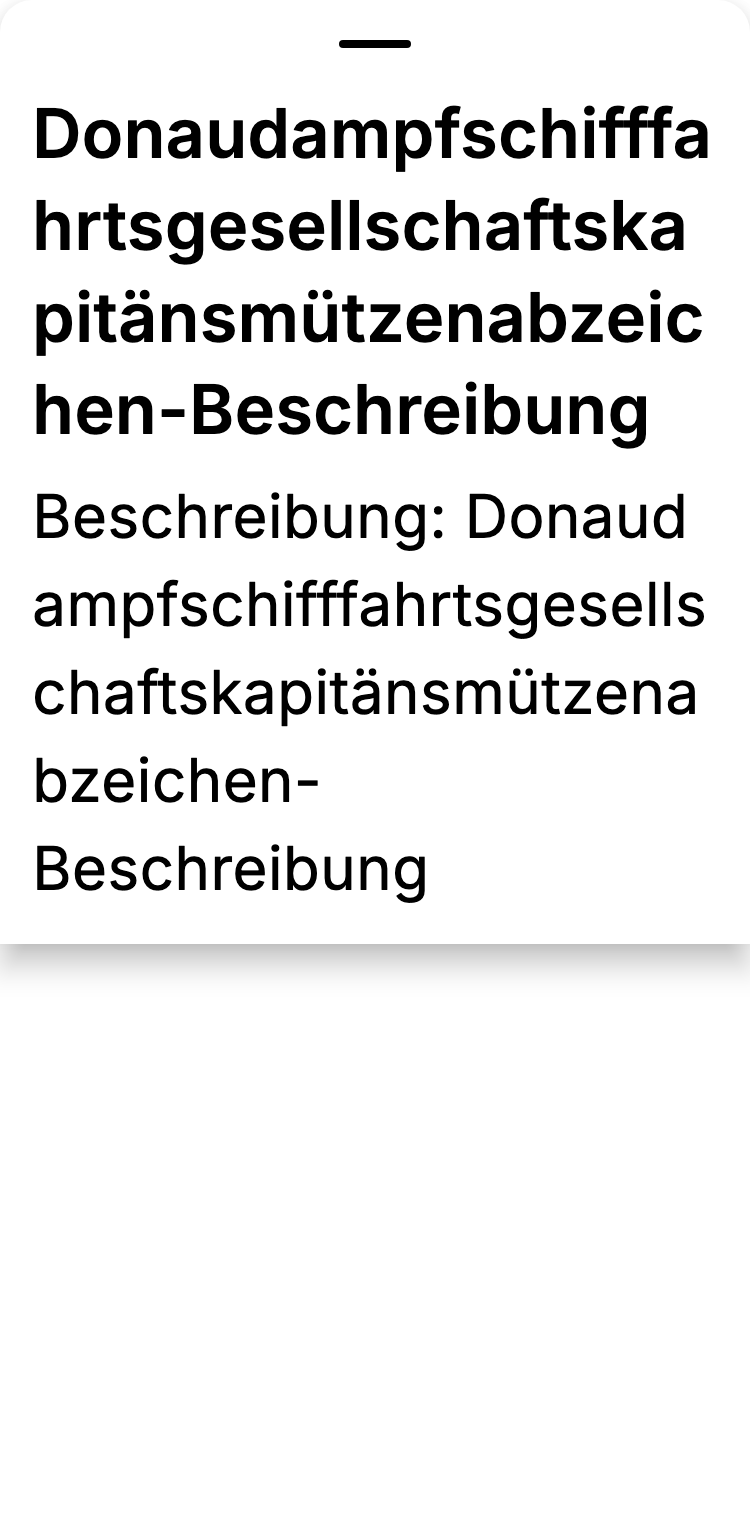 Donaudampfschifffa
hrtsgesellschaftska
pitänsmützenabzeic
hen-Beschreibung
Beschreibung: Donaud
ampfschifffahrtsgesells
chaftskapitänsmützena
bzeichen-
Beschreibung